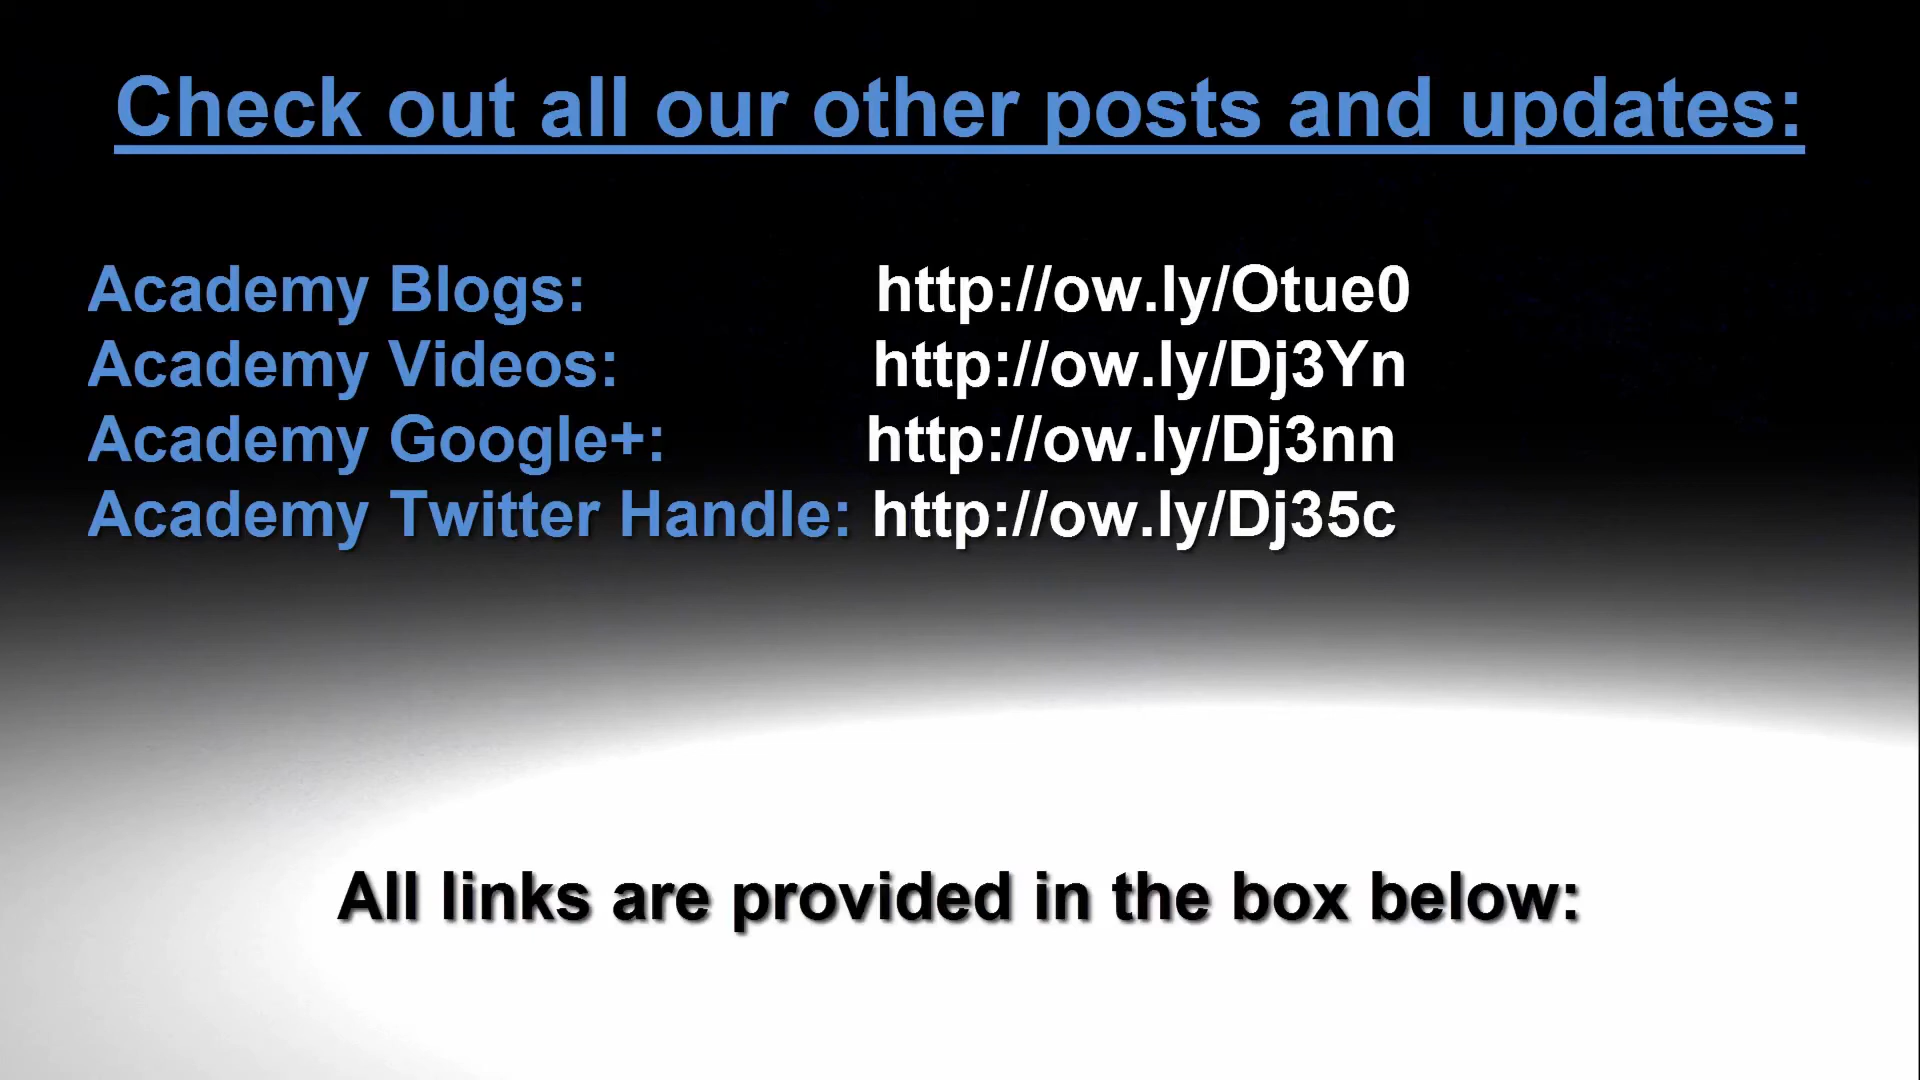 Check out all our other posts and updates:
Academy Blogs: http://ow.ly/Otue0
Academy Videos: http://ow.ly/Dj3Yn
Academy Google+: http://ow.ly/Dj3nn
Academy Twitter Handle: http://ow.ly/Dj35c
All links are provided in the box below: